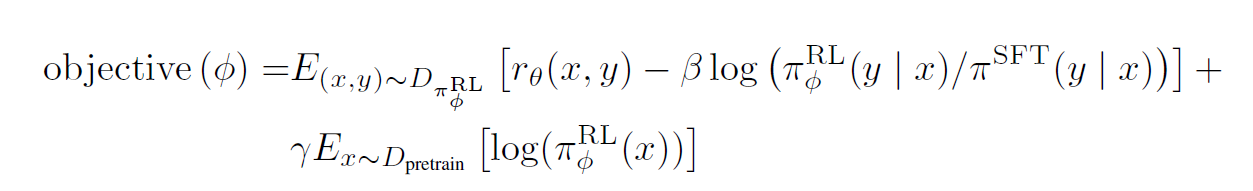 objective (ϕ) =E_{(x,y)∼D_{π_ϕ^{RL}}} [r_θ(x, y) − β log (π_ϕ^{RL}(y | x)/π^{SFT}(y | x))] +
γE_{x∼D_{pretrain}} [log(π_ϕ^{RL}(x))]